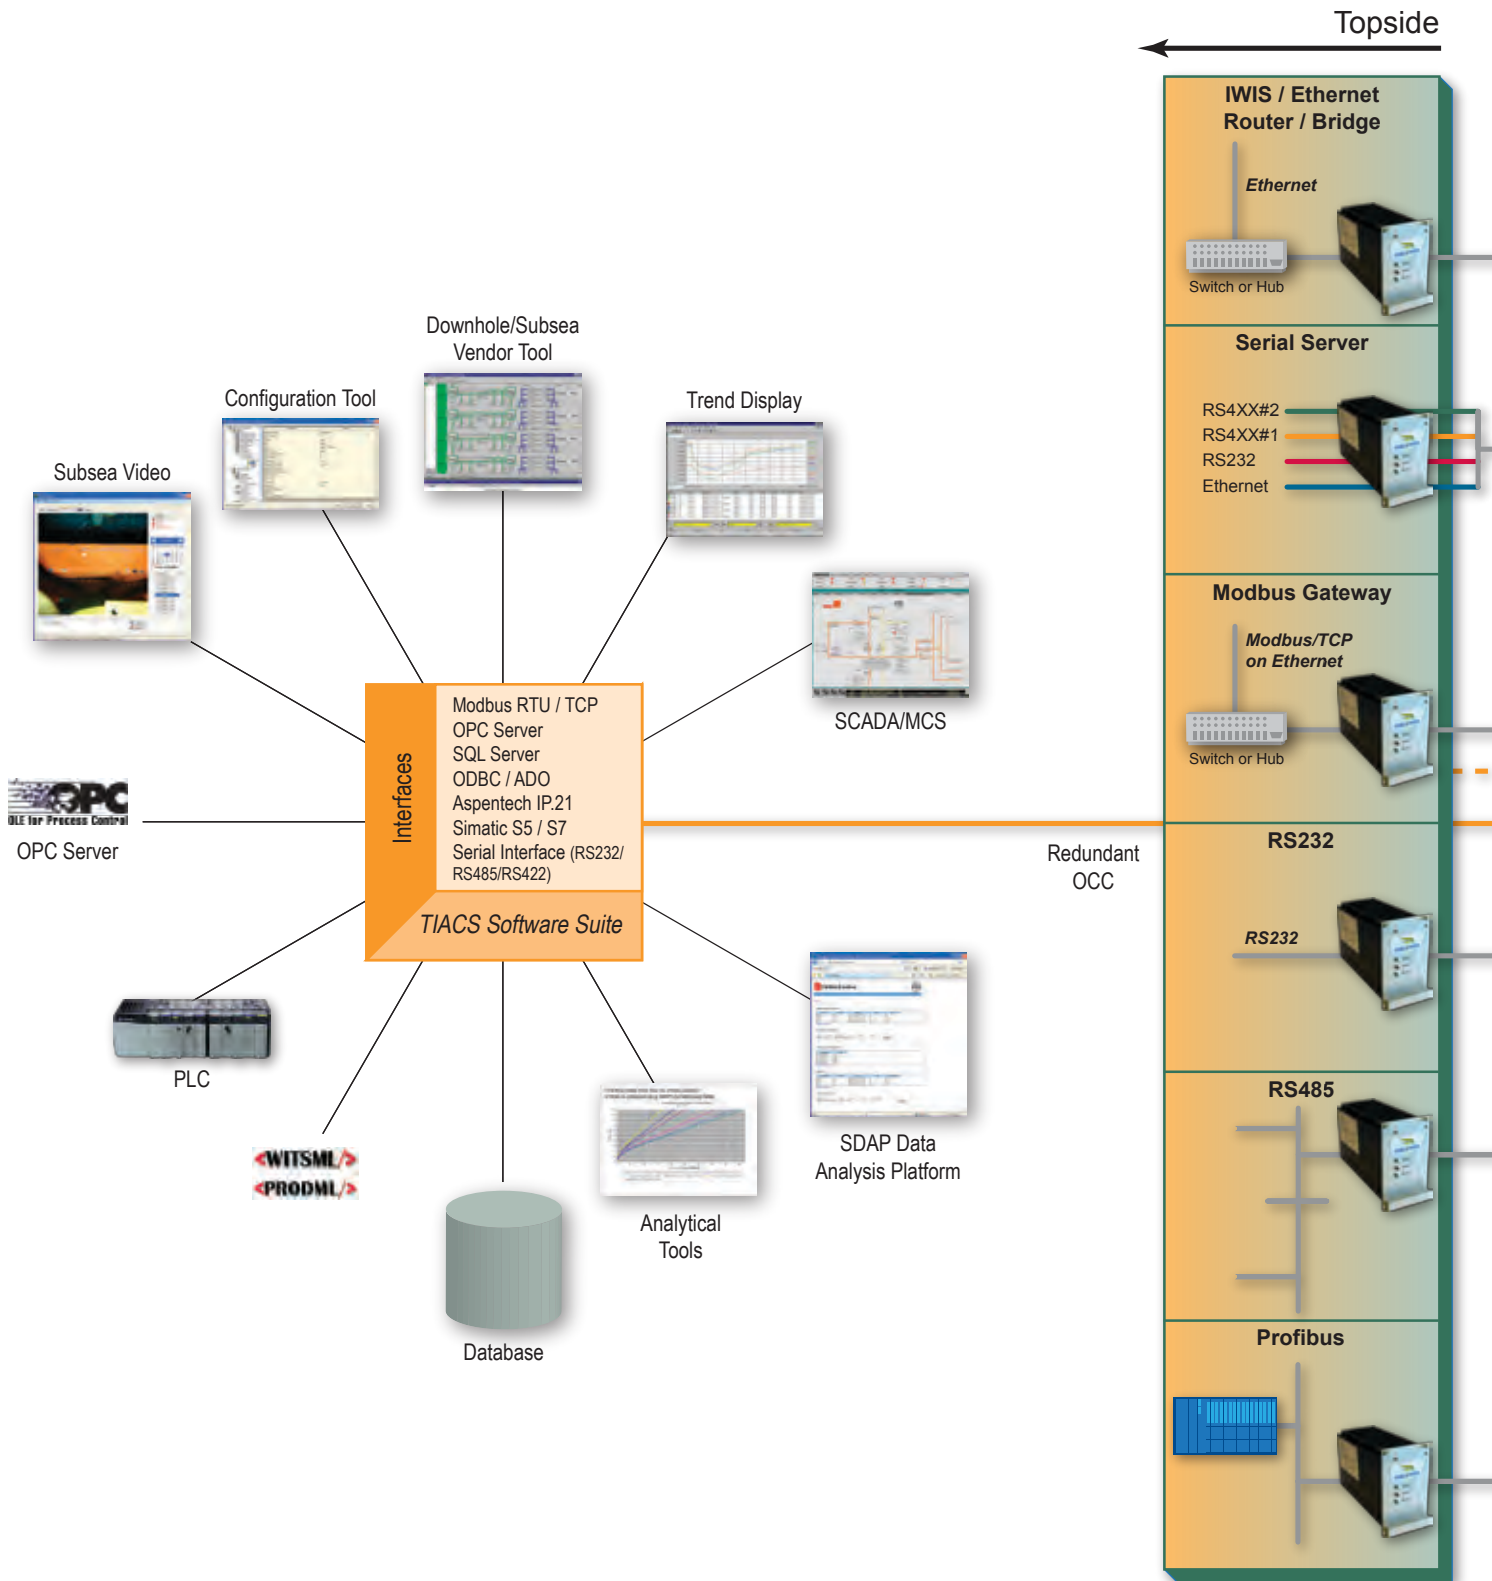 Topside
IWIS / Ethernet
Router / Bridge
Ethernet
Switch or Hub
Serial Server
RS4XX#2
RS4XX#1
RS232
Ethernet
Modbus Gateway
Modbus/TCP
on Ethernet
Switch or Hub
RS232
RS232
RS485
Profibus
Downhole/Subsea
Vendor Tool
Configuration Tool
Trend Display
Subsea Video
SCADA/MCS
Interfaces
Modbus RTU / TCP
OPC Server
SQL Server
ODBC / ADO
Aspentech IP.21
Simatic S5 / S7
Serial Interface (RS232/
RS485/RS422)
TIACS Software Suite
OPC
OLE for Process Control
OPC Server
Redundant
OCC
PLC
<WITSML/>
<PRODML/>
Database
Analytical
Tools
SDAP Data
Analysis Platform